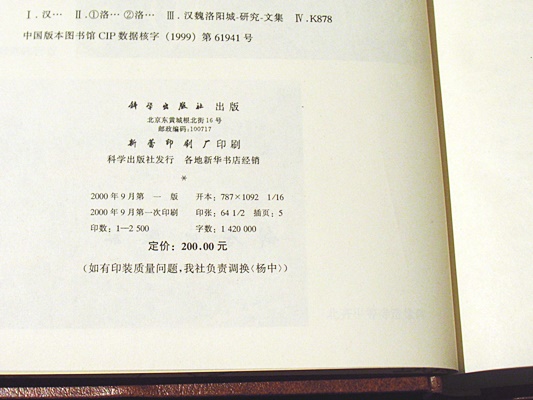 Ⅰ.汉… Ⅱ.①洛… ②洛… Ⅲ.汉魏洛阳城-研究-文集 Ⅳ.K878
中国版本图书馆 CIP 数据核字(1999)第 61941 号
科学出版社 出版
北京东黄城根北街 16 号
邮政编码:100717
新蕾印刷厂印刷
科学出版社发行 各地新华书店经销
*
2000 年 9 月第 一 版 开本:787×1092 1/16
2000 年 9 月第一次印刷 印张:64 1/2 插页:5
印数:1—2 500 字数:1 420 000
定价:200.00 元
(如有印装质量问题,我社负责调换〈杨中〉)